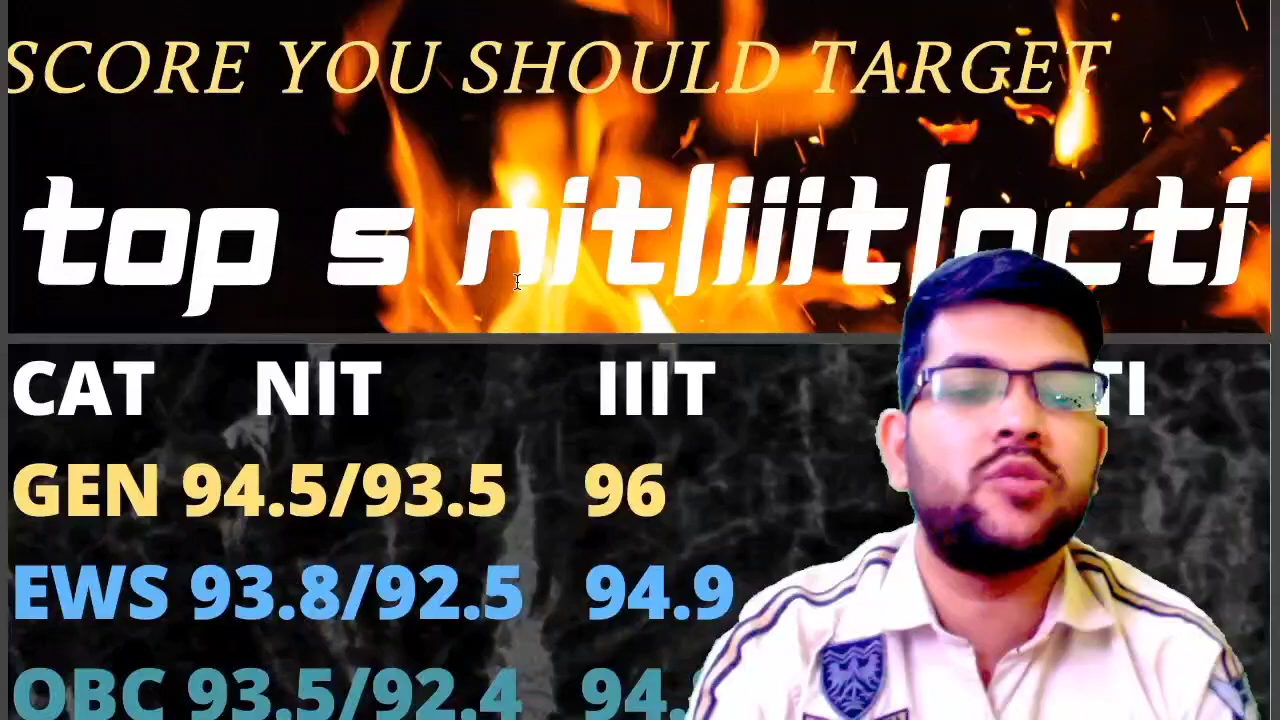 SCORE YOU SHOULD TARGET
top s nit|iiit|
CAT NIT IIIT
GEN 94.5/93.5 96
EWS 93.8/92.5 94.9
OBC 93.5/92.4